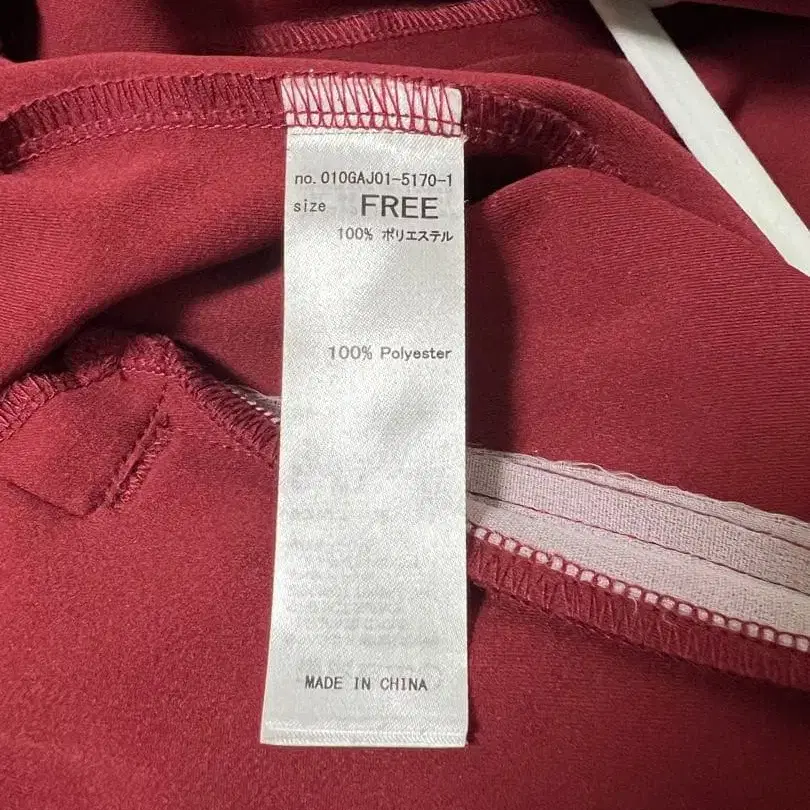 no. 010GAJ01-5170-1
size FREE
100% ポリエステル
100% Polyester
MADE IN CHINA